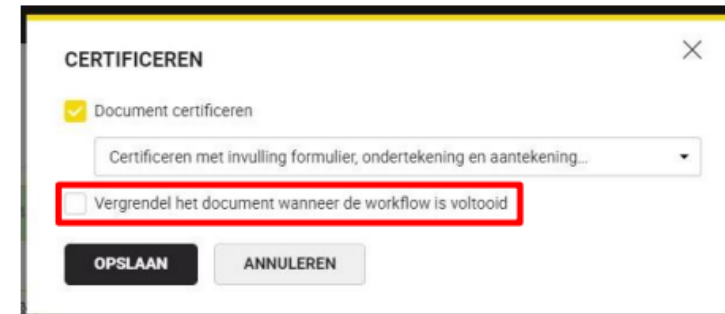 CERTIFICEREN
Document certificeren
Certificeren met invulling formulier, ondertekening en aantekening...
Vergrendel het document wanneer de workflow is voltooid
OPSLAAN ANNULEREN